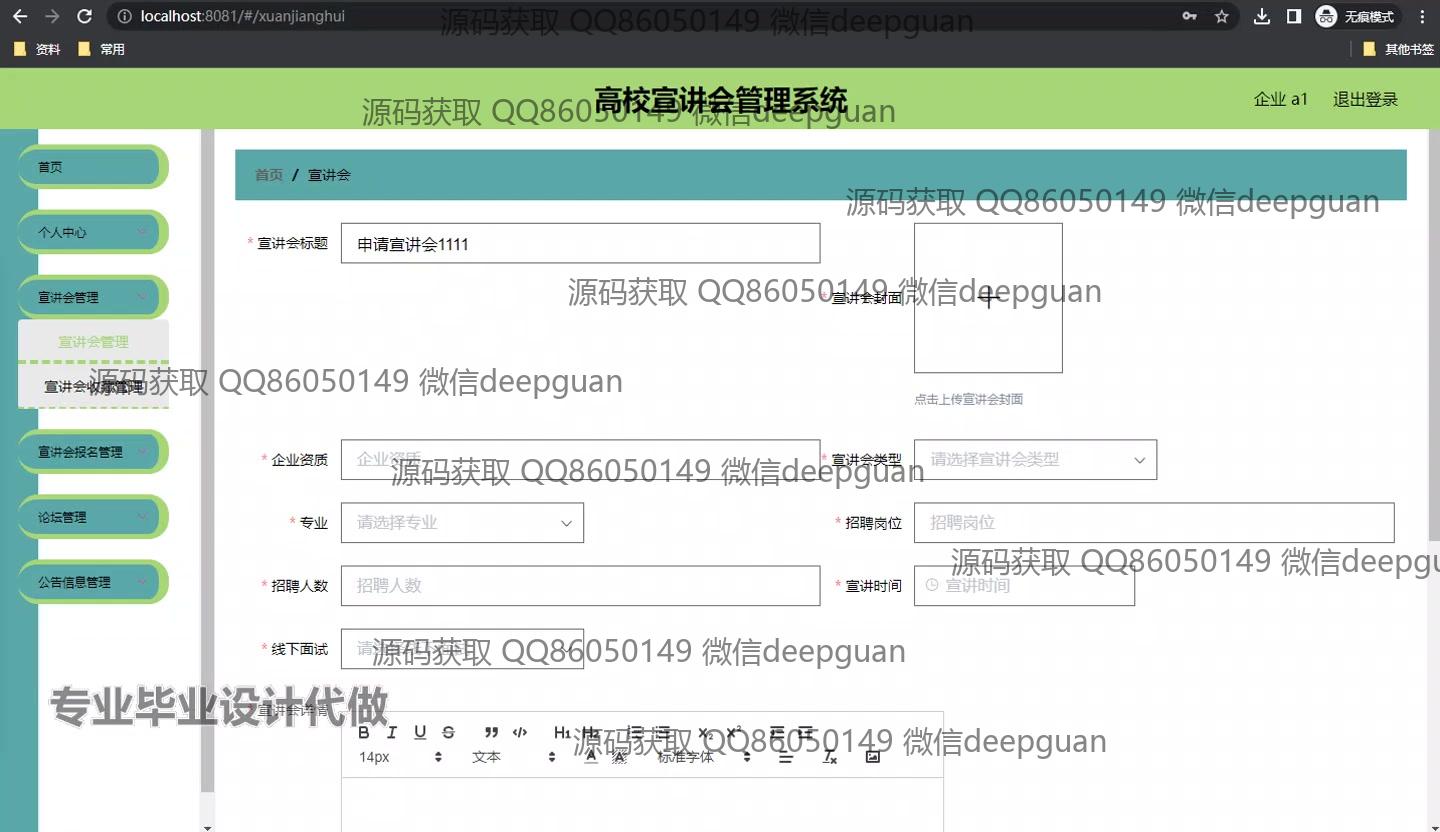 localhost:8081/#/xuanjianghui
无痕模式
资料 常用 其他书签
源码获取 QQ86050149 微信deepguan
高校宣讲会管理系统
企业 a1 退出登录
源码获取 QQ86050149 微信deepguan
首页
首页 / 宣讲会
源码获取 QQ86050149 微信deepguan
个人中心
* 宣讲会标题 申请宣讲会1111
* 宣讲会封面
源码获取 QQ86050149 微信deepguan
宣讲会管理
宣讲会管理
宣讲会收藏管理
源码获取 QQ86050149 微信deepguan
点击上传宣讲会封面
宣讲会报名管理
* 企业资质 企业资质
* 宣讲会类型 请选择宣讲会类型
源码获取 QQ86050149 微信deepguan
论坛管理
* 专业 请选择专业
* 招聘岗位 招聘岗位
源码获取 QQ86050149 微信deepgu
公告信息管理
* 招聘人数 招聘人数
* 宣讲时间 宣讲时间
* 线下面试
源码获取 QQ86050149 微信deepguan
专业毕业设计代做
* 宣讲会详情
B I U S H1 H2 X2 X2
源码获取 QQ86050149 微信deepguan
14px 文本 A A 标准字体